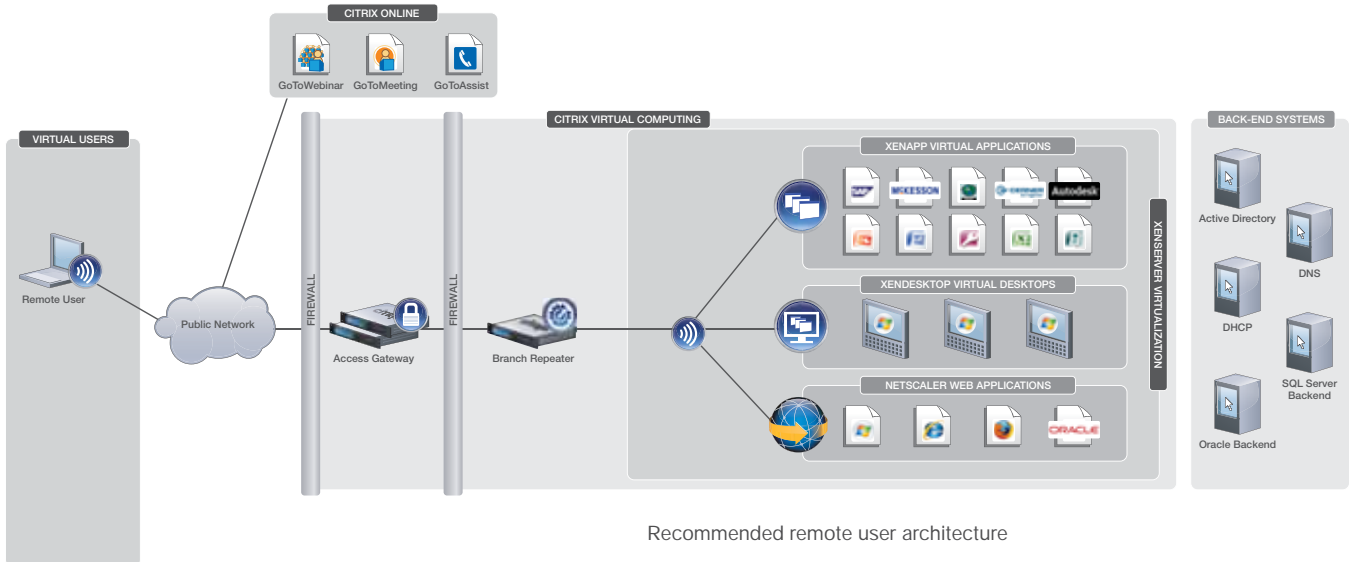 CITRIX ONLINE
GoToWebinar
GoToMeeting
GoToAssist
VIRTUAL USERS
Remote User
Public Network
FIREWALL
Access Gateway
FIREWALL
Branch Repeater
CITRIX VIRTUAL COMPUTING
XENAPP VIRTUAL APPLICATIONS
SAP
MCKESSON
CERNER
Autodesk
XENDESKTOP VIRTUAL DESKTOPS
NETSCALER WEB APPLICATIONS
ORACLE
XENSERVER VIRTUALIZATION
BACK-END SYSTEMS
Active Directory
DNS
DHCP
SQL Server
Backend
Oracle Backend
Recommended remote user architecture